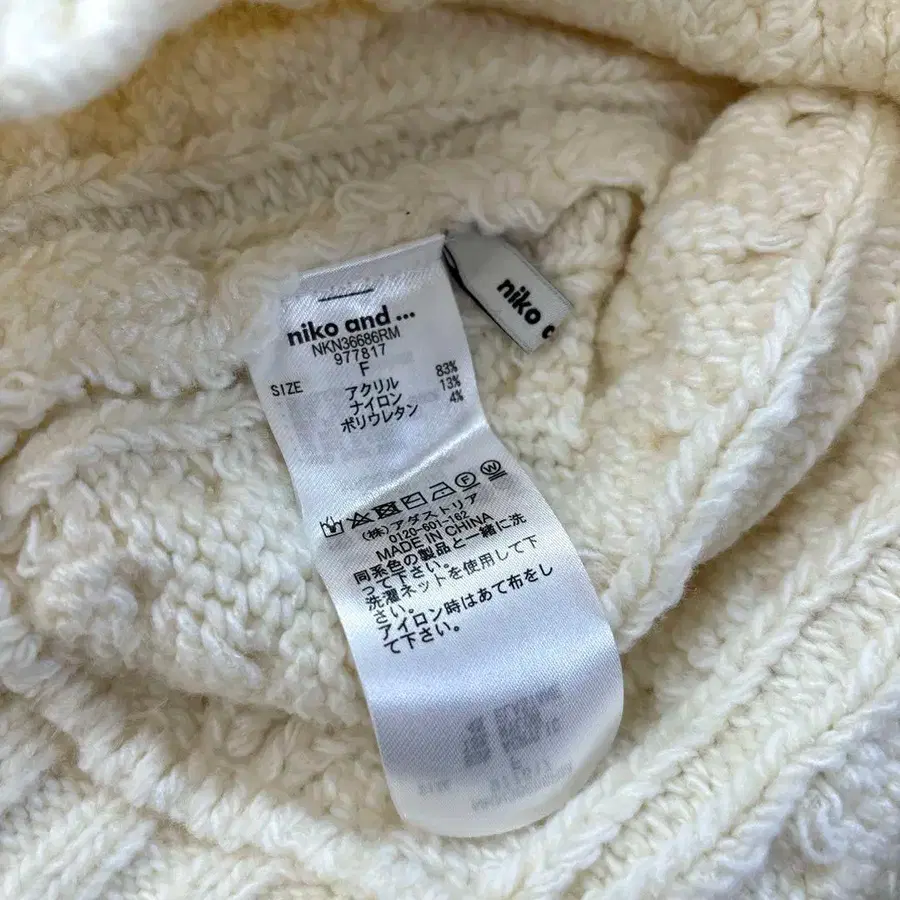 niko and ...
NKN36686RM
977817
SIZE F
アクリル 83%
ナイロン 13%
ポリウレタン 4%
(株)アダストリア
0120-601-162
MADE IN CHINA
同系色の製品と一緒に洗
って下さい。
洗濯ネットを使用して下
さい。
アイロン時はあて布をし
て下さい。
niko